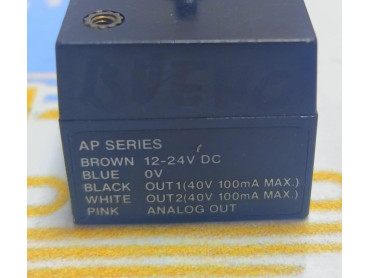 AP SERIES
BROWN 12-24V DC
BLUE 0V
BLACK OUT1(40V 100mA MAX.)
WHITE OUT2(40V 100mA MAX.)
PINK ANALOG OUT